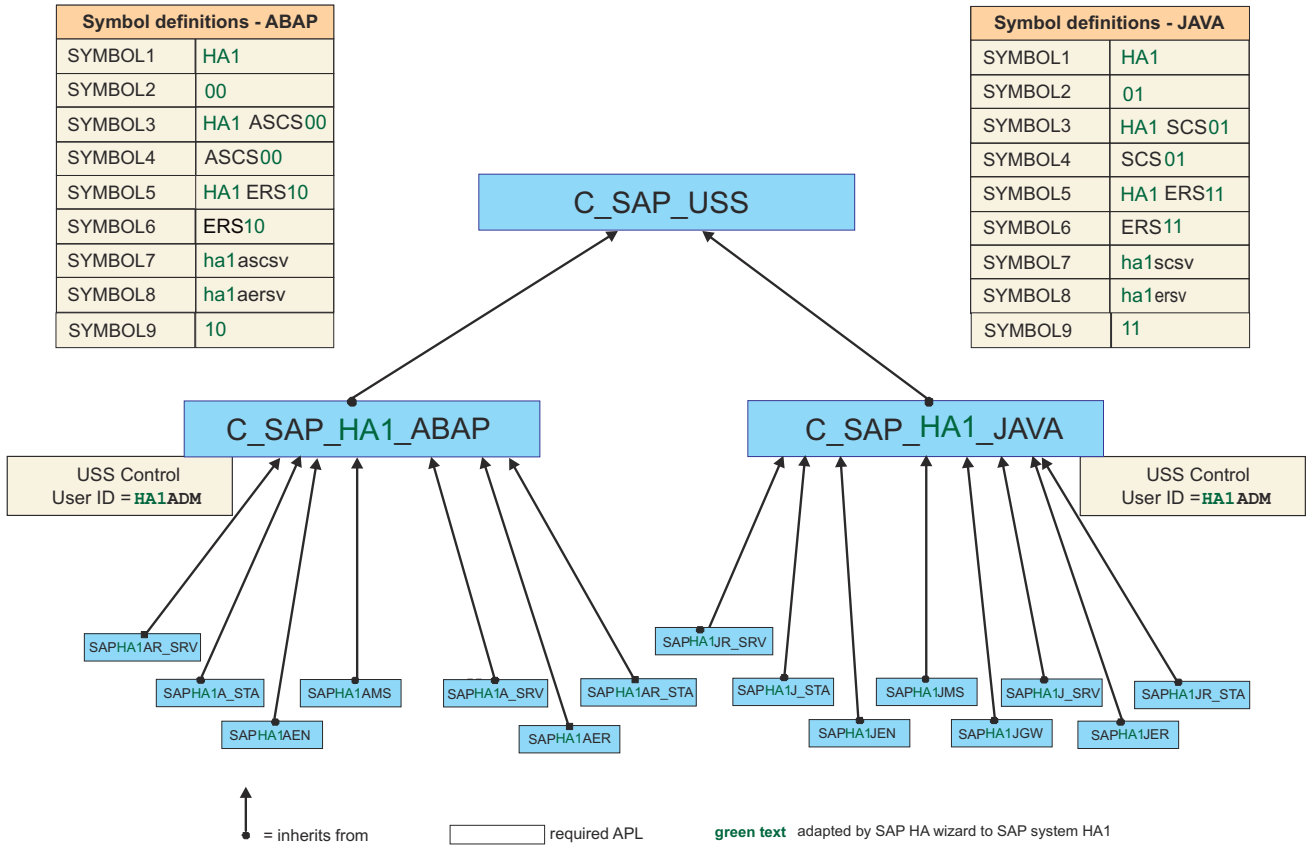 Symbol definitions - ABAP
SYMBOL1 HA1
SYMBOL2 00
SYMBOL3 HA1 ASCS00
SYMBOL4 ASCS00
SYMBOL5 HA1 ERS10
SYMBOL6 ERS10
SYMBOL7 ha1ascsv
SYMBOL8 ha1aersv
SYMBOL9 10
Symbol definitions - JAVA
SYMBOL1 HA1
SYMBOL2 01
SYMBOL3 HA1 SCS01
SYMBOL4 SCS01
SYMBOL5 HA1 ERS11
SYMBOL6 ERS11
SYMBOL7 ha1scsv
SYMBOL8 ha1ersv
SYMBOL9 11
C_SAP_USS
C_SAP_HA1_ABAP
C_SAP_HA1_JAVA
USS Control
User ID =HA1ADM
USS Control
User ID =HA1ADM
SAPHA1AR_SRV
SAPHA1A_STA
SAPHA1AEN
SAPHA1AMS
SAPHA1A_SRV
SAPHA1AER
SAPHA1AR_STA
SAPHA1JR_SRV
SAPHA1J_STA
SAPHA1JEN
SAPHA1JMS
SAPHA1JGW
SAPHA1J_SRV
SAPHA1JER
SAPHA1JR_STA
= inherits from
required APL
green text adapted by SAP HA wizard to SAP system HA1